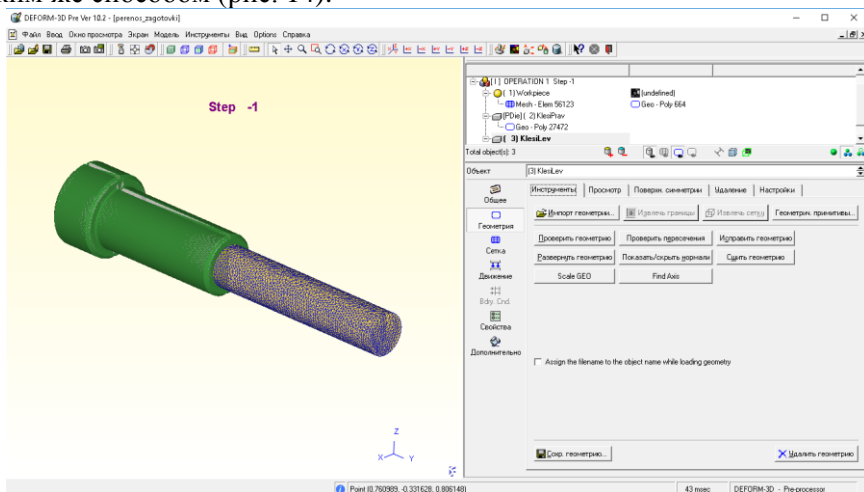 ким же способом (рис. 14).
DEFORM-3D Pre Ver 10.2 - [perenos_zagotovki]
Файл Ввод Окно просмотра Экран Модель Инструменты Вид Options Справка
Step -1
[1] OPERATION 1 Step -1
( 1) Workpiece (undefined)
Mesh - Elem 56123 Geo - Poly 664
[PDie] ( 2) KlesiPrav
Geo - Poly 27472
( 3) KlesiLev
Total object(s): 3
Объект [3] KlesiLev
Общее
Геометрия
Сетка
Движение
Bdry. Cnd.
Свойства
Дополнительно
Инструменты Просмотр Поверхн. симметрии Удаление Настройки
Импорт геометрии... Извлечь границы Извлечь сетку Геометрич. примитивы...
Проверить геометрию Проверить пересечения Исправить геометрию
Развернуть геометрию Показать/скрыть нормали Сшить геометрию
Scale GEO Find Axis
Assign the filename to the object name while loading geometry
Z
X Y
Сохр. геометрию... Удалить геометрию
Point (0.760989, -0.331628, 0.806148) 43 msec DEFORM-3D - Pre-processor